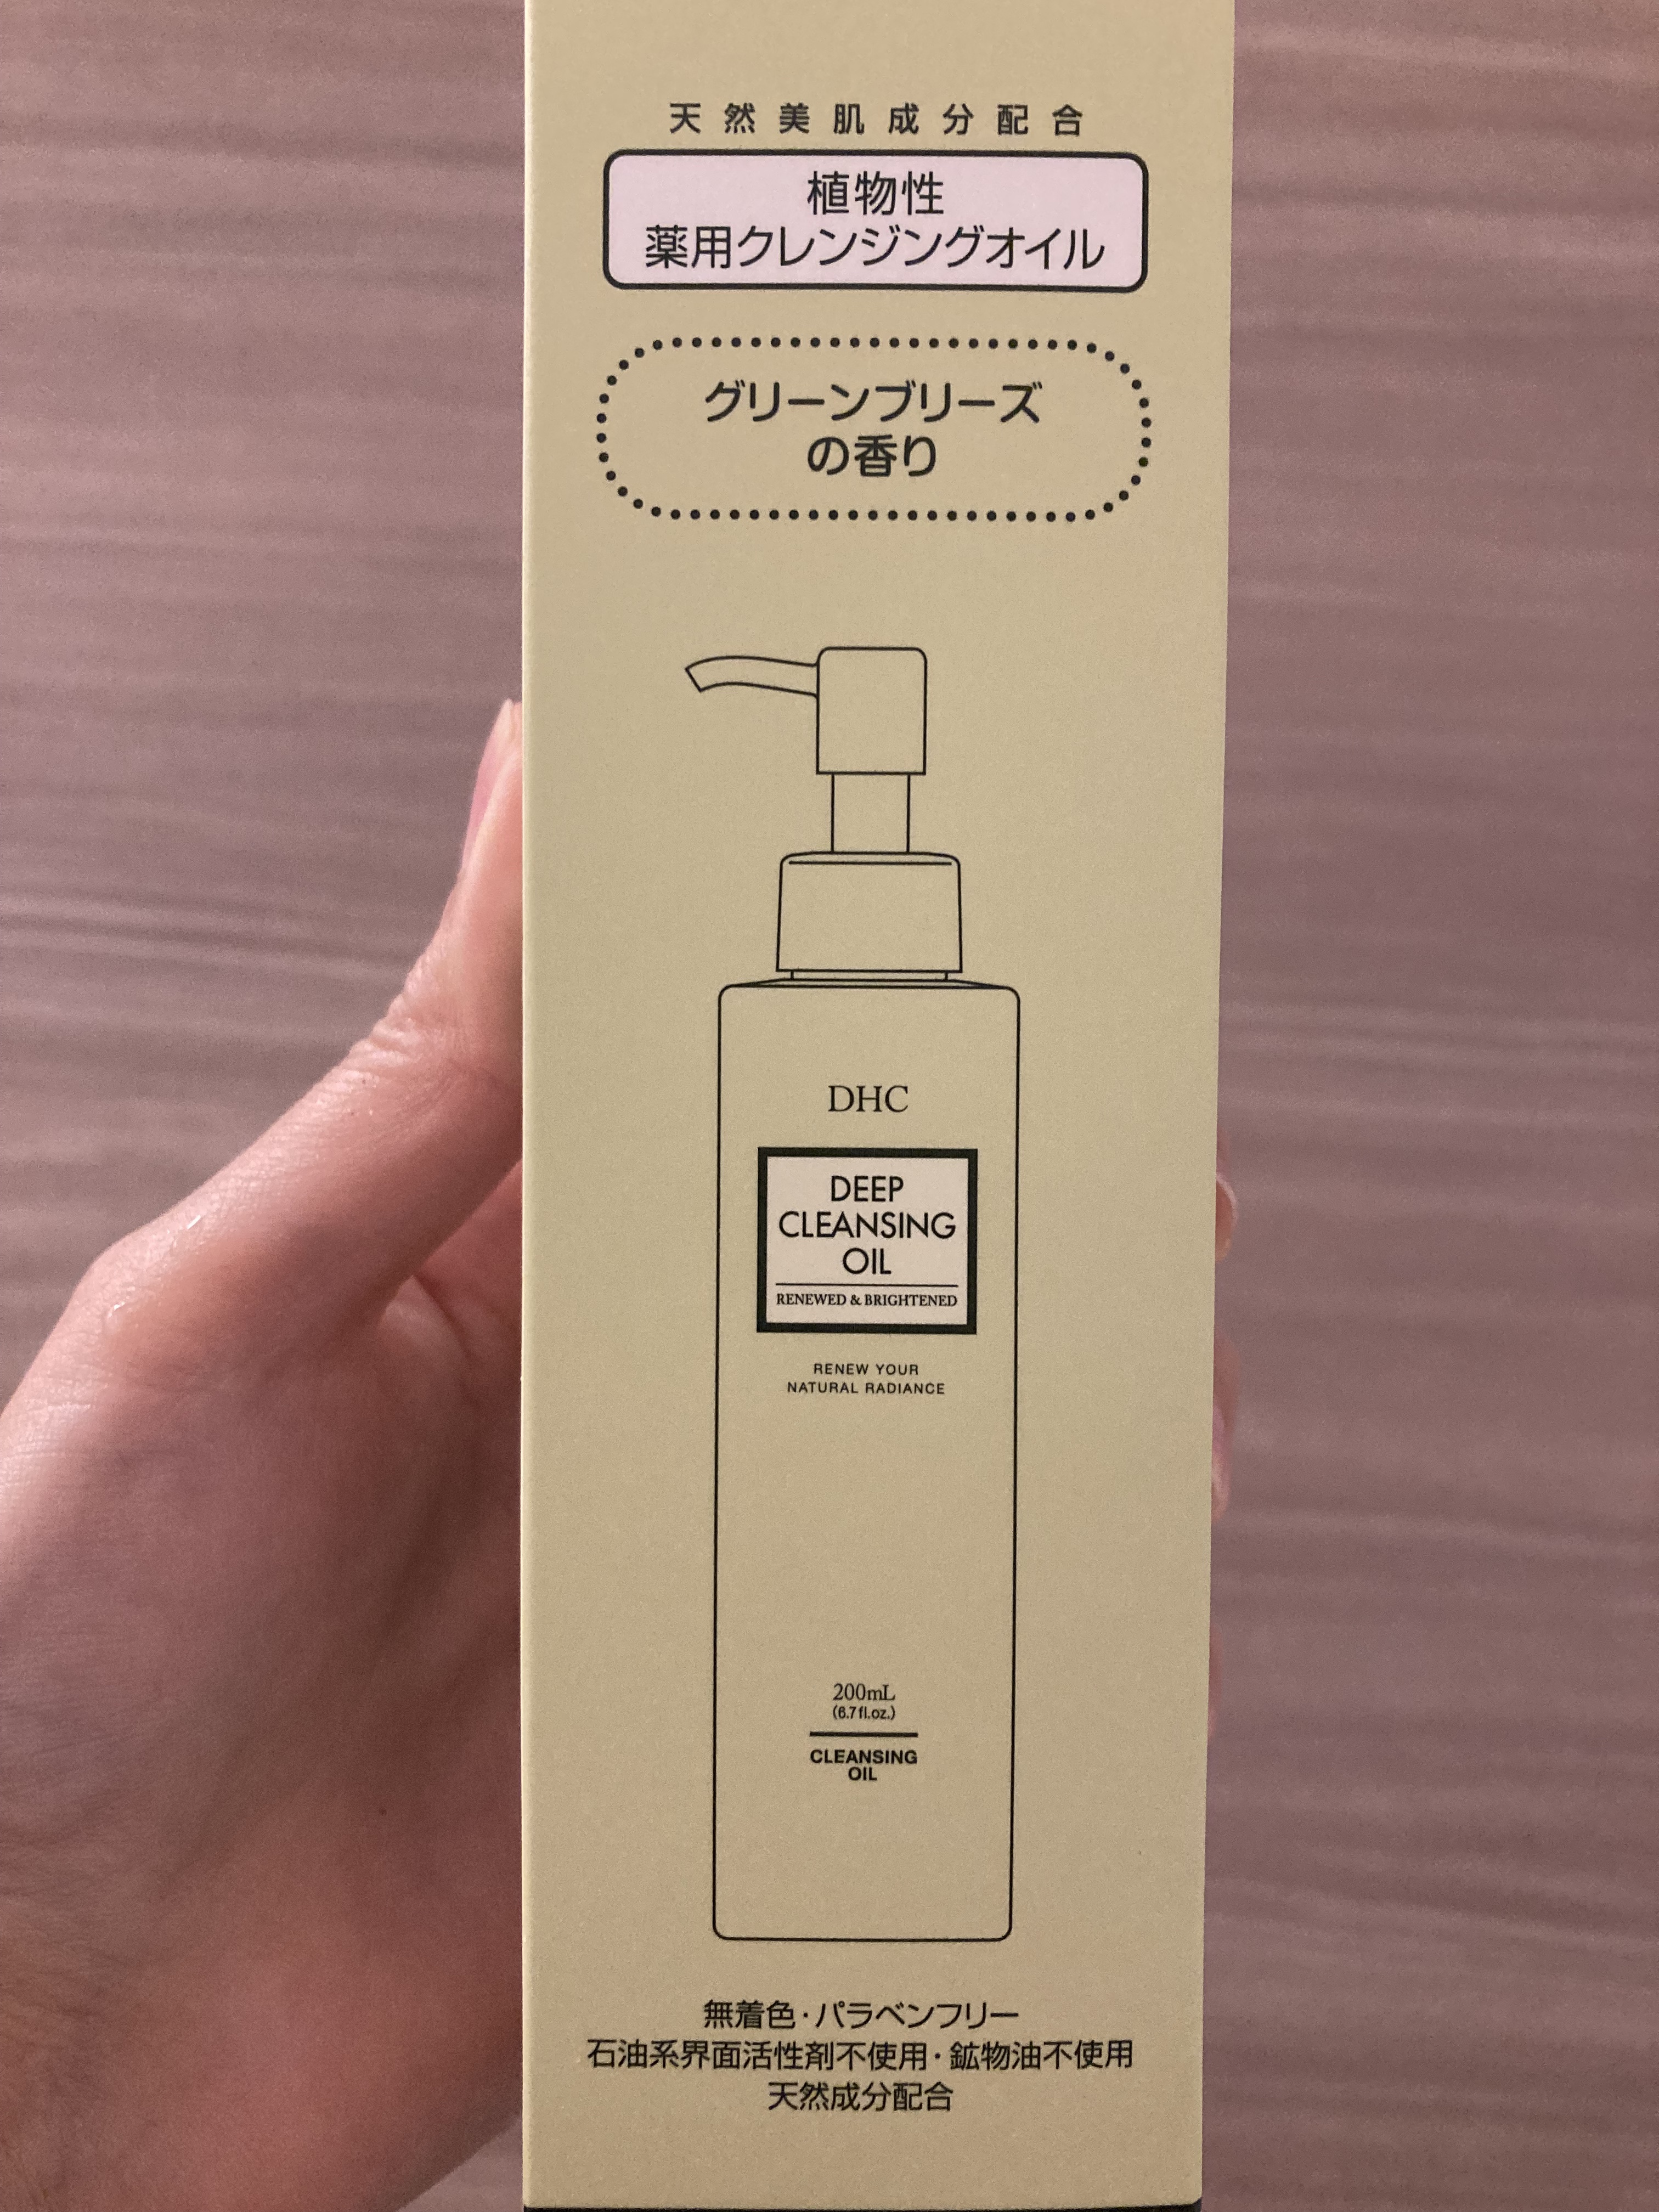 天然美肌成分配合
植物性
薬用クレンジングオイル
グリーンブリーズ
の香り
DHC
DEEP
CLEANSING
OIL
RENEWED & BRIGHTENED
RENEW YOUR
NATURAL RADIANCE
200mL
(6.7fl.oz.)
CLEANSING
OIL
無着色・パラベンフリー
石油系界面活性剤不使用・鉱物油不使用
天然成分配合